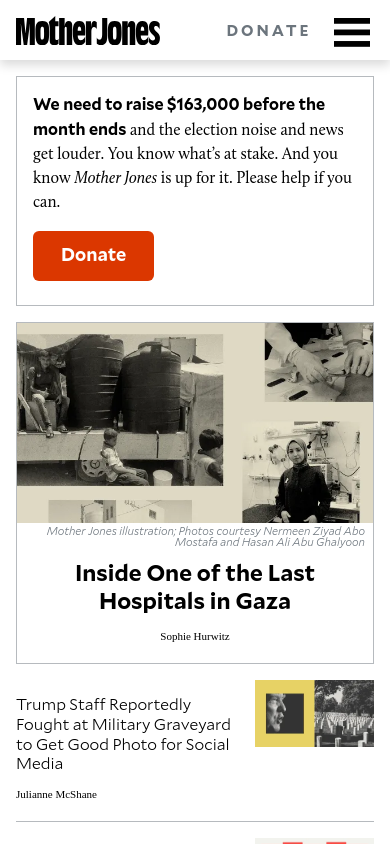 Mother Jones
DONATE
We need to raise $163,000 before the
month ends and the election noise and news
get louder. You know what’s at stake. And you
know Mother Jones is up for it. Please help if you
can.
Donate
Mother Jones illustration; Photos courtesy Nermeen Ziyad Abo
Mostafa and Hasan Ali Abu Ghalyoon
Inside One of the Last
Hospitals in Gaza
Sophie Hurwitz
Trump Staff Reportedly
Fought at Military Graveyard
to Get Good Photo for Social
Media
Julianne McShane